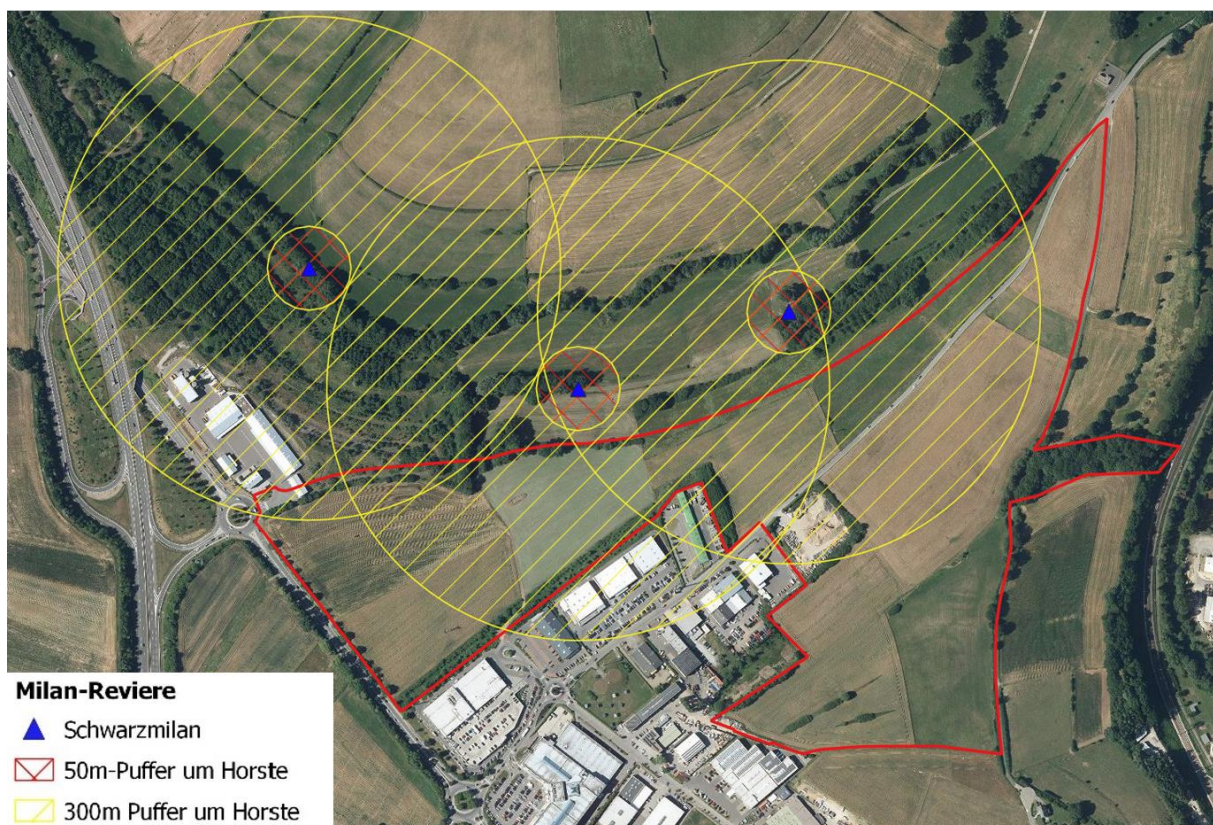 Milan-Reviere
Schwarzmilan
50m-Puffer um Horste
300m Puffer um Horste